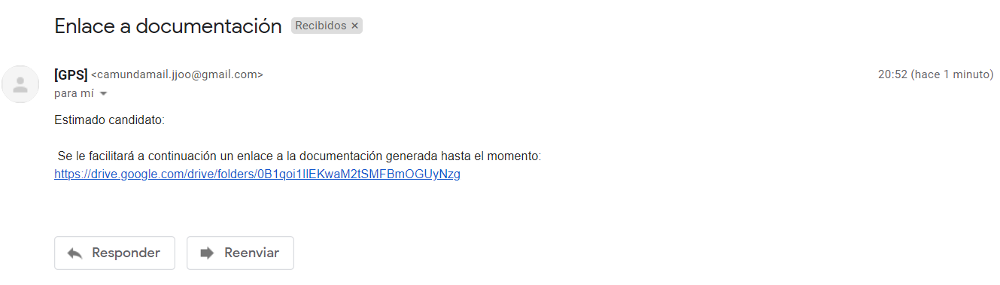 Enlace a documentación Recibidos ×
[GPS] <camundamail.jjoo@gmail.com> 20:52 (hace 1 minuto)
para mí
Estimado candidato:
Se le facilitará a continuación un enlace a la documentación generada hasta el momento:
https://drive.google.com/drive/folders/0B1qoi1lIEKwaM2tSMFBmOGUyNzg
Responder Reenviar